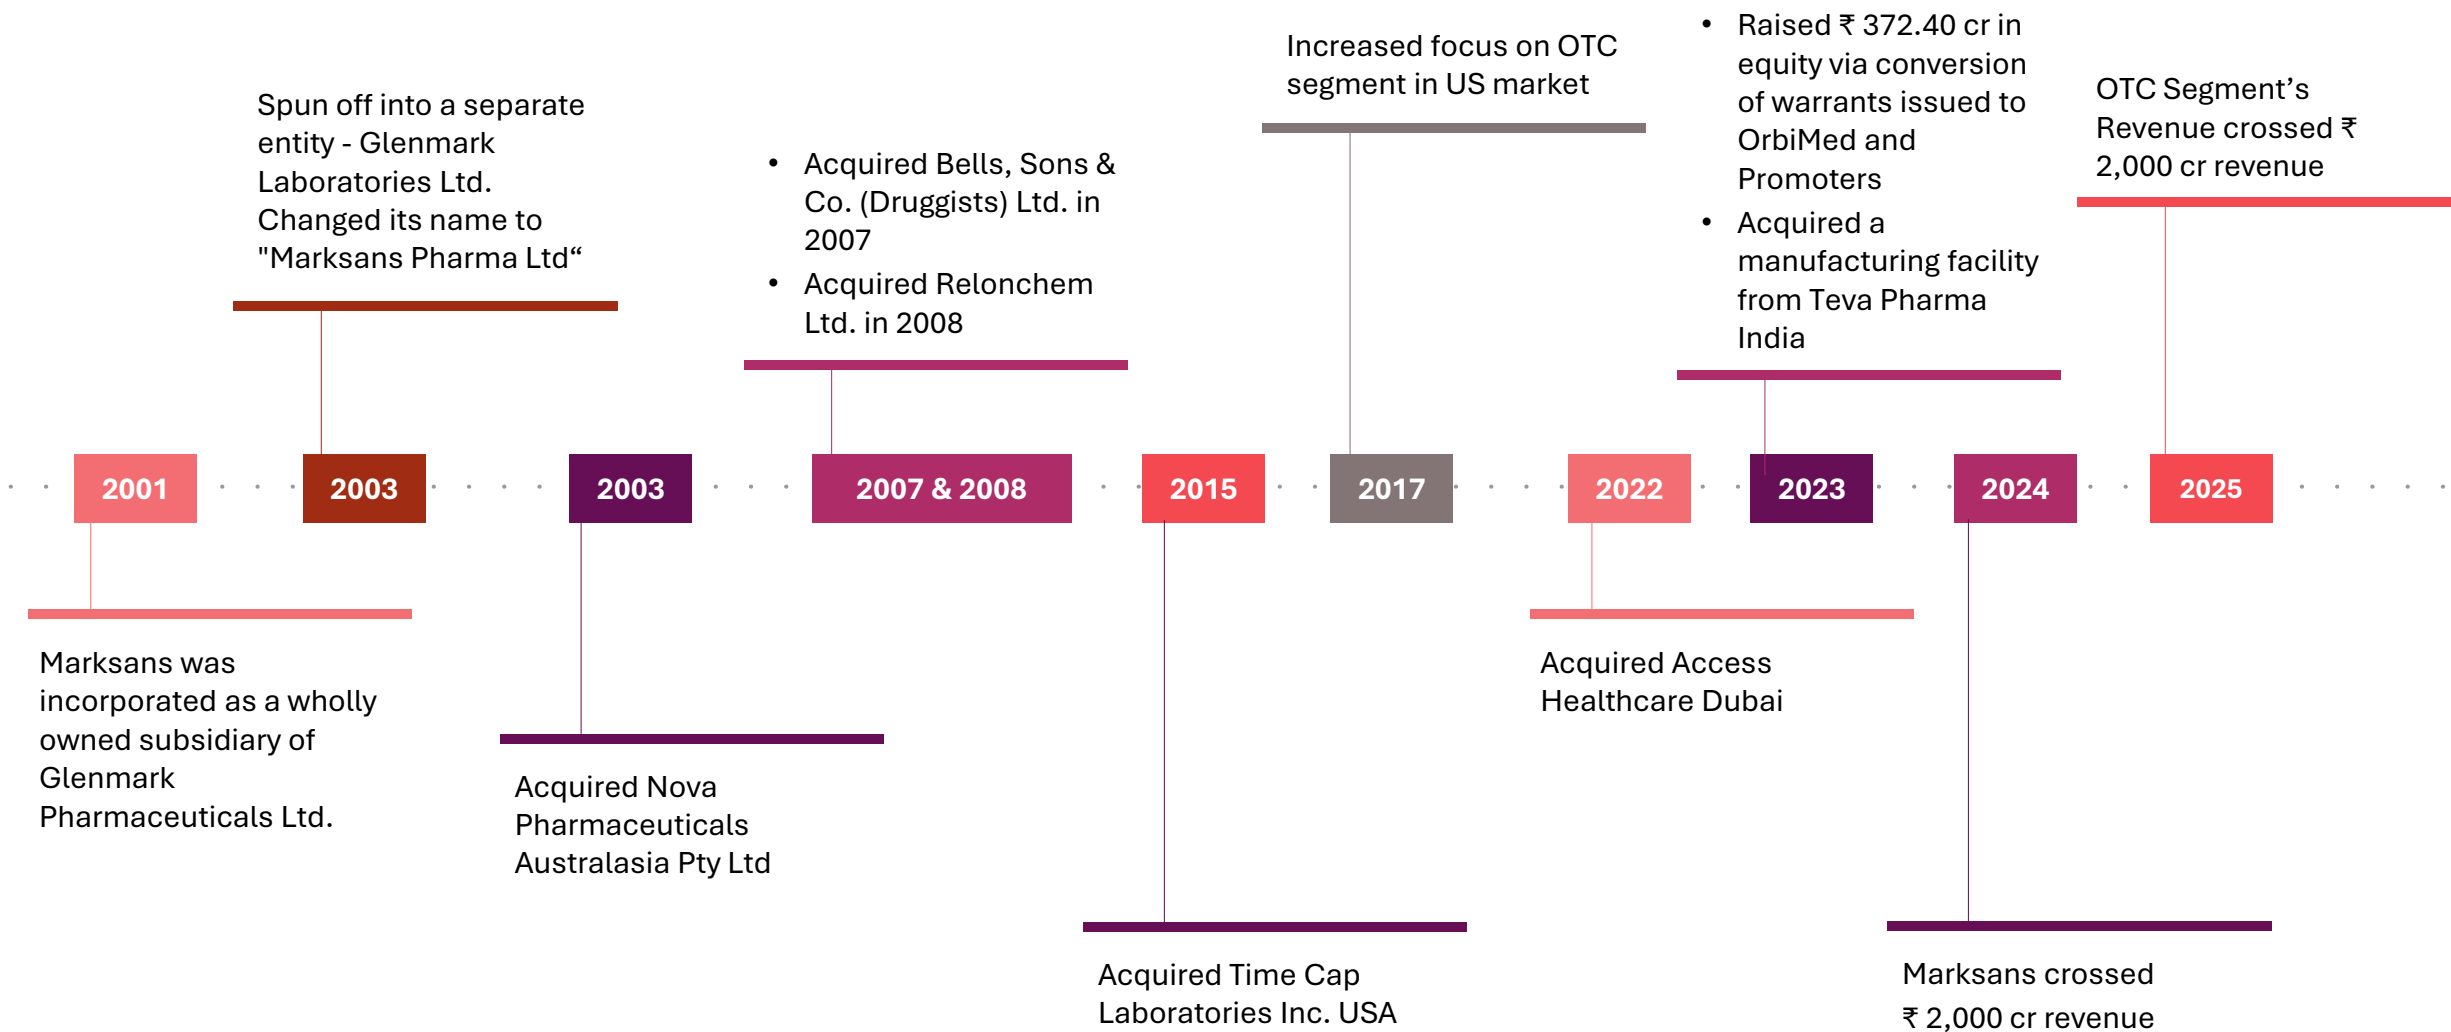 Spun off into a separate
entity - Glenmark
Laboratories Ltd.
Changed its name to
"Marksans Pharma Ltd“
• Acquired Bells, Sons &
Co. (Druggists) Ltd. in
2007
• Acquired Relonchem
Ltd. in 2008
Increased focus on OTC
segment in US market
• Raised ₹ 372.40 cr in
equity via conversion
of warrants issued to
OrbiMed and
Promoters
• Acquired a
manufacturing facility
from Teva Pharma
India
OTC Segment’s
Revenue crossed ₹
2,000 cr revenue
2001
2003
2003
2007 & 2008
2015
2017
2022
2023
2024
2025
Marksans was
incorporated as a wholly
owned subsidiary of
Glenmark
Pharmaceuticals Ltd.
Acquired Nova
Pharmaceuticals
Australasia Pty Ltd
Acquired Time Cap
Laboratories Inc. USA
Acquired Access
Healthcare Dubai
Marksans crossed
₹ 2,000 cr revenue